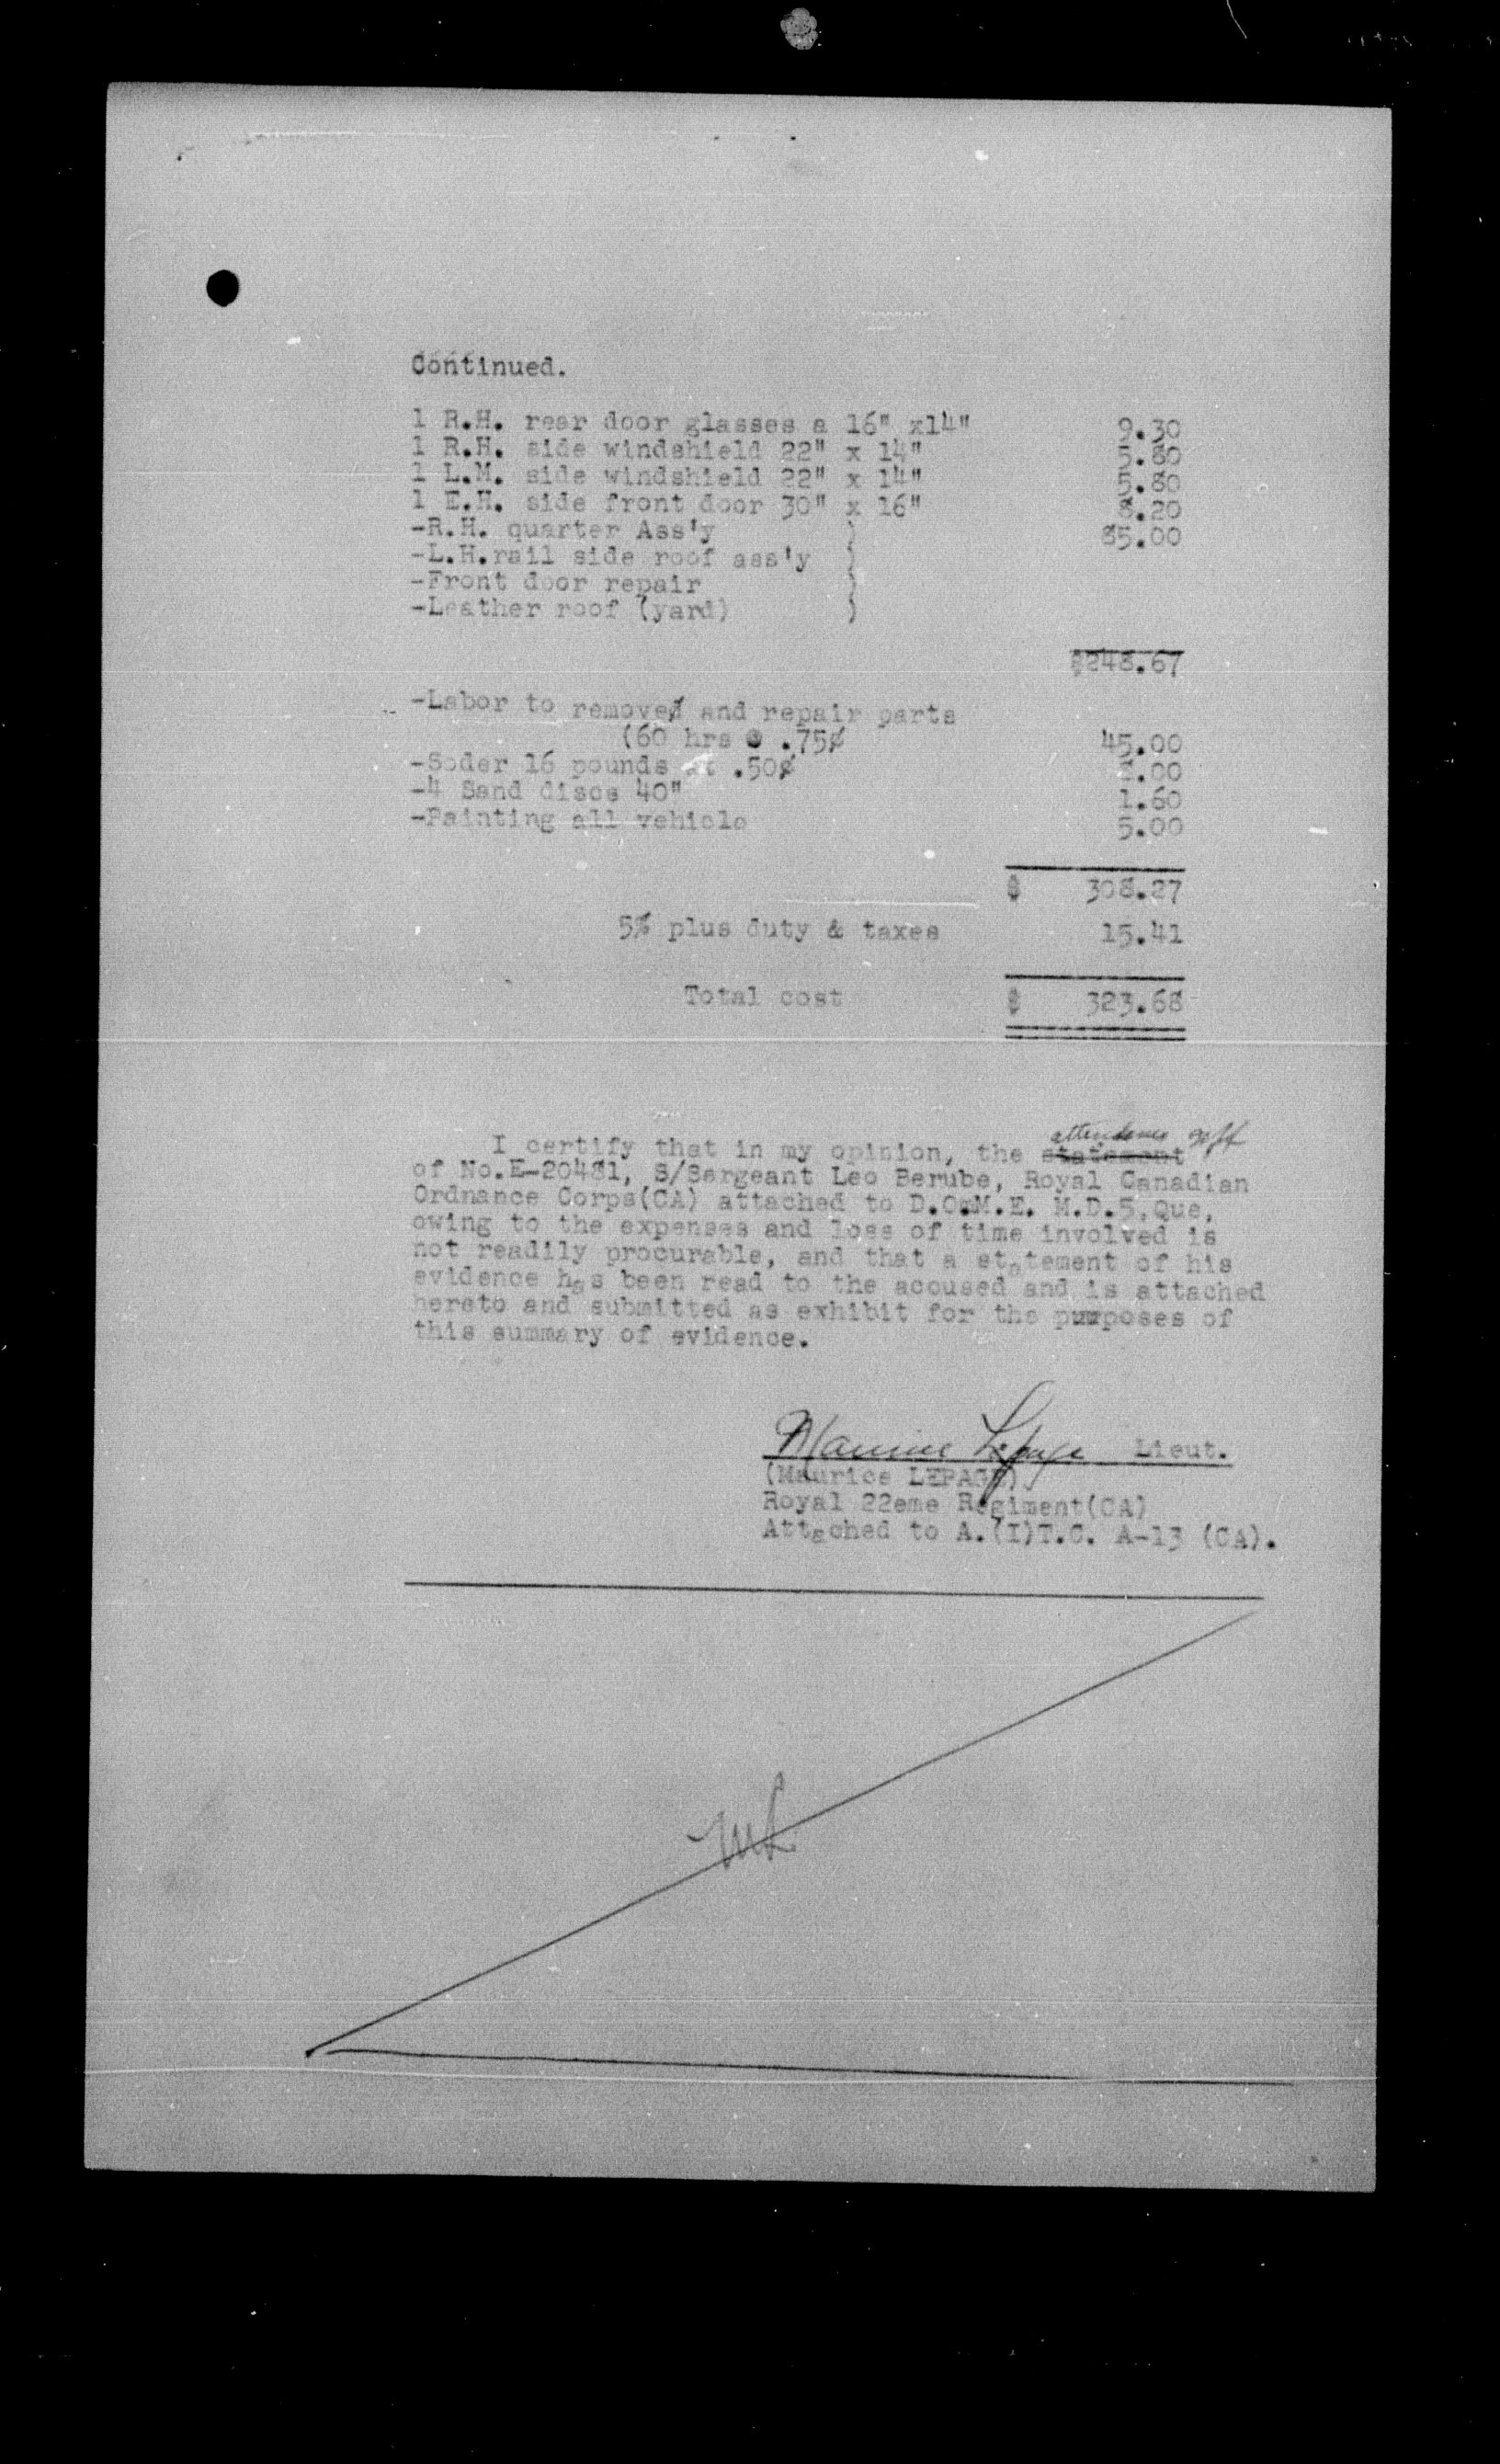 Continued.
1 R.H. rear door glasses a 16" x14" 9.30
1 R.H. side windshield 22" x 14" 5.80
1 L.M. side windshield 22" x 14" 5.80
1 E.H. side front door 30" x 16" 8.20
-R.H. quarter Ass'y ) 85.00
-L.H.rail side roof ass'y )
-Front door repair )
-Leather roof (yard) )
$248.67
-Labor to removed and repair parts
(60 hrs @ .75¢ 45.00
-Soder 16 pounds at .50¢ 8.00
-4 Sand discs 40" 1.60
-Painting all vehicle 5.00
$ 308.27
5% plus duty & taxes 15.41
Total cost $ 323.68
attendance
I certify that in my opinion, the statement
of No.E-20481, S/Sergeant Leo Berube, Royal Canadian
Ordnance Corps(CA) attached to D.O.M.E. M.D.5,Que,
owing to the expenses and loss of time involved is
not readily procurable, and that a statement of his
evidence has been read to the accused and is attached
hereto and submitted as exhibit for the purposes of
this summary of evidence.
Maurice Lepage Lieut.
(Maurice LEPAGE)
Royal 22eme Regiment(CA)
Attached to A.(I)T.C. A-13 (CA).
ML